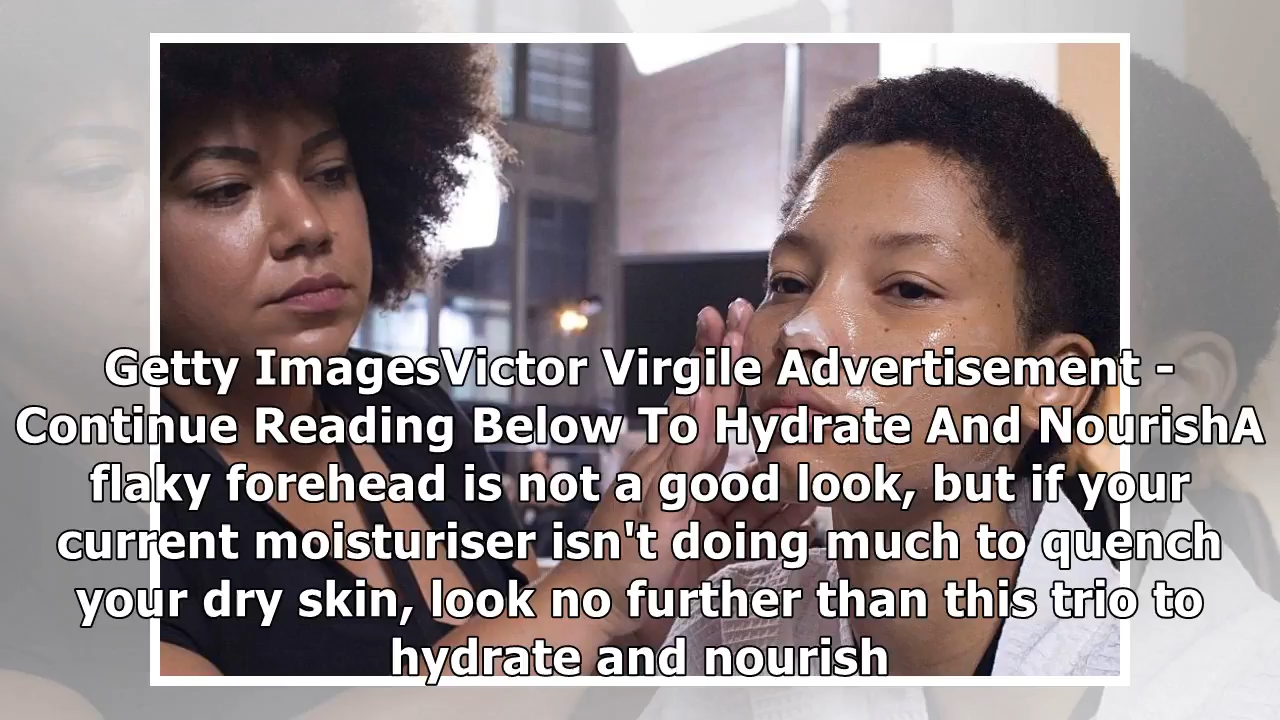 Getty ImagesVictor Virgile Advertisement -
Continue Reading Below To Hydrate And NourishA
flaky forehead is not a good look, but if your
current moisturiser isn't doing much to quench
your dry skin, look no further than this trio to
hydrate and nourish